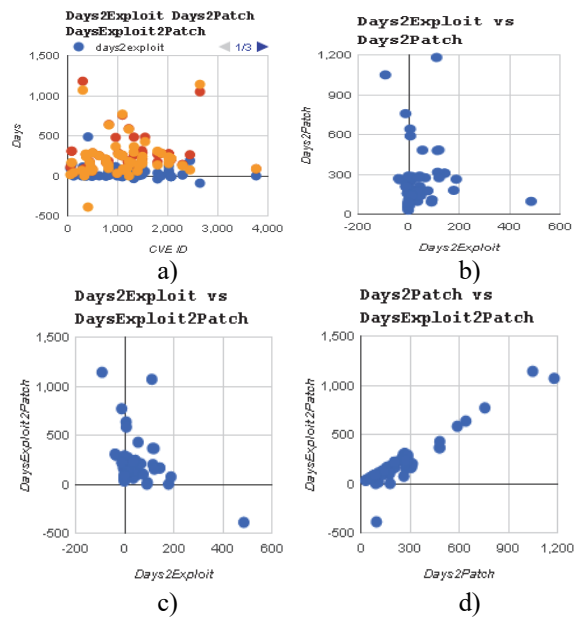 Days2Exploit Days2Patch
DaysExploit2Patch
days2exploit
1/3
1,500
1,000
500
0
-500
Days
0
1,000
2,000
3,000
4,000
CVE ID
a)
Days2Exploit vs
Days2Patch
1,200
900
600
300
0
Days2Patch
-200
0
200
400
600
Days2Exploit
b)
Days2Exploit vs
DaysExploit2Patch
1,500
1,000
500
0
-500
DaysExploit2Patch
-200
0
200
400
600
Days2Exploit
c)
Days2Patch vs
DaysExploit2Patch
1,500
1,000
500
0
-500
DaysExploit2Patch
0
300
600
900
1,200
Days2Patch
d)